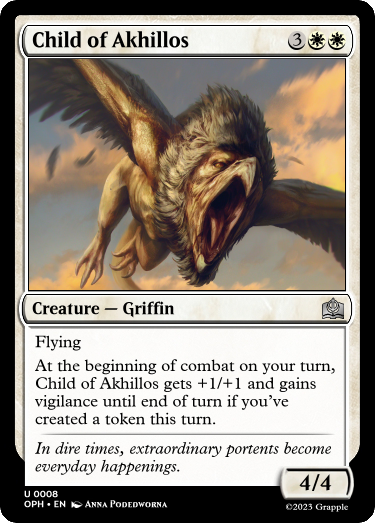 Child of Akhillos 3
Creature — Griffin
Flying
At the beginning of combat on your turn,
Child of Akhillos gets +1/+1 and gains
vigilance until end of turn if you've
created a token this turn.
In dire times, extraordinary portents become
everyday happenings.
4/4
U 0008
OPH • EN Anna Podedworna
©2023 Grapple